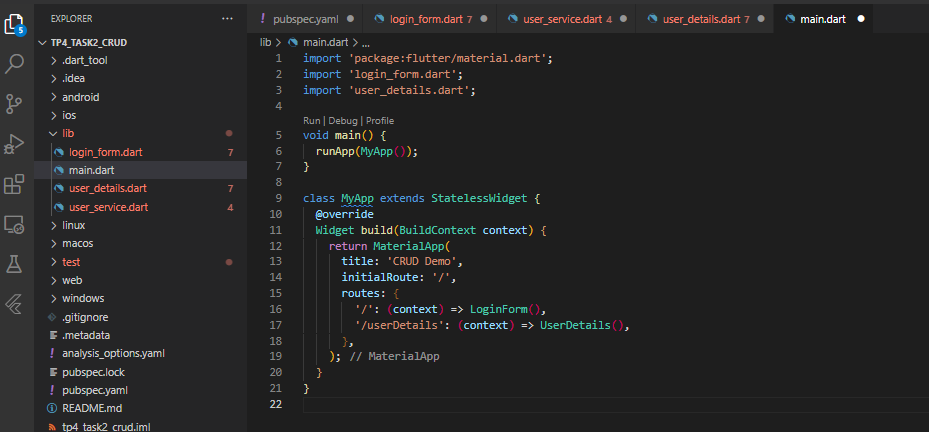 EXPLORER ...
TP4_TASK2_CRUD
.dart_tool
.idea
android
ios
lib
login_form.dart 7
main.dart
user_details.dart 7
user_service.dart 4
linux
macos
test
web
windows
.gitignore
.metadata
analysis_options.yaml
pubspec.lock
pubspec.yaml
README.md
tp4_task2_crud.iml
5
pubspec.yaml login_form.dart 7 user_service.dart 4 user_details.dart 7 main.dart
lib > main.dart > ...
1 import 'package:flutter/material.dart';
2 import 'login_form.dart';
3 import 'user_details.dart';
4
Run | Debug | Profile
5 void main() {
6 runApp(MyApp());
7 }
8
9 class MyApp extends StatelessWidget {
10 @override
11 Widget build(BuildContext context) {
12 return MaterialApp(
13 title: 'CRUD Demo',
14 initialRoute: '/',
15 routes: {
16 '/': (context) => LoginForm(),
17 '/userDetails': (context) => UserDetails(),
18 },
19 ); // MaterialApp
20 }
21 }
22